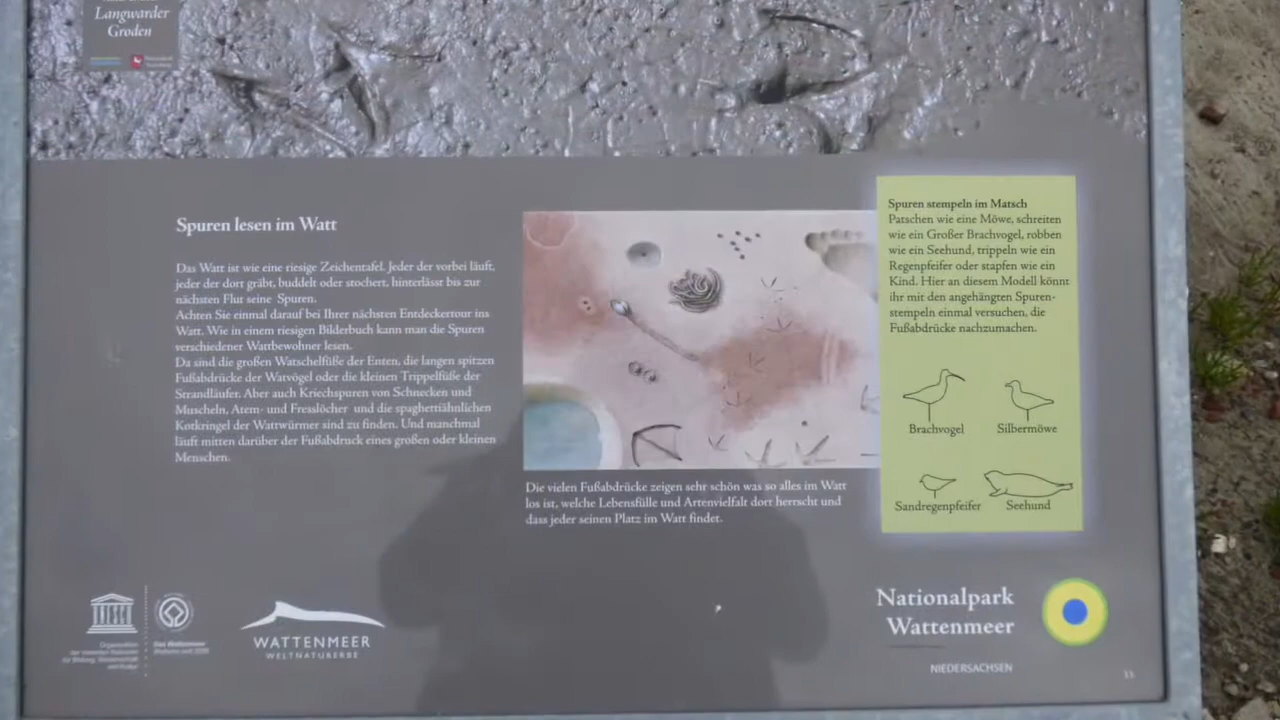 Langwarder
Groden
Spuren lesen im Watt
Das Watt ist wie eine riesige Zeichentafel. Jeder der vorbei läuft,
jeder der dort gräbt, buddelt oder stochert, hinterlässt bis zur
nächsten Flut seine Spuren.
Achten Sie einmal darauf bei Ihrer nächsten Entdeckertour ins
Watt. Wie in einem riesigen Bilderbuch kann man die Spuren
verschiedener Wattbewohner lesen.
Da sind die großen Watschelfüße der Enten, die langen spitzen
Fußabdrücke der Watvögel oder die kleinen Trippelfüße der
Strandläufer. Aber auch Kriechspuren von Schnecken und
Muscheln, Atem- und Fresslöcher und die spaghettiähnlichen
Kotkringel der Wattwürmer sind zu finden. Und manchmal
läuft mitten darüber der Fußabdruck eines großen oder kleinen
Menschen.
Die vielen Fußabdrücke zeigen sehr schön was so alles im Watt
los ist, welche Lebensfülle und Artenvielfalt dort herrscht und
dass jeder seinen Platz im Watt findet.
Spuren stempeln im Matsch
Patschen wie eine Möwe, schreiten
wie ein Großer Brachvogel, robben
wie ein Seehund, trippeln wie ein
Regenpfeifer oder stapfen wie ein
Kind. Hier an diesem Modell könnt
ihr mit den angehängten Spuren-
stempeln einmal versuchen, die
Fußabdrücke nachzumachen.
Brachvogel
Silbermöwe
Sandregenpfeifer
Seehund
WATTENMEER
WELTNATURERBE
Nationalpark
Wattenmeer
NIEDERSACHSEN